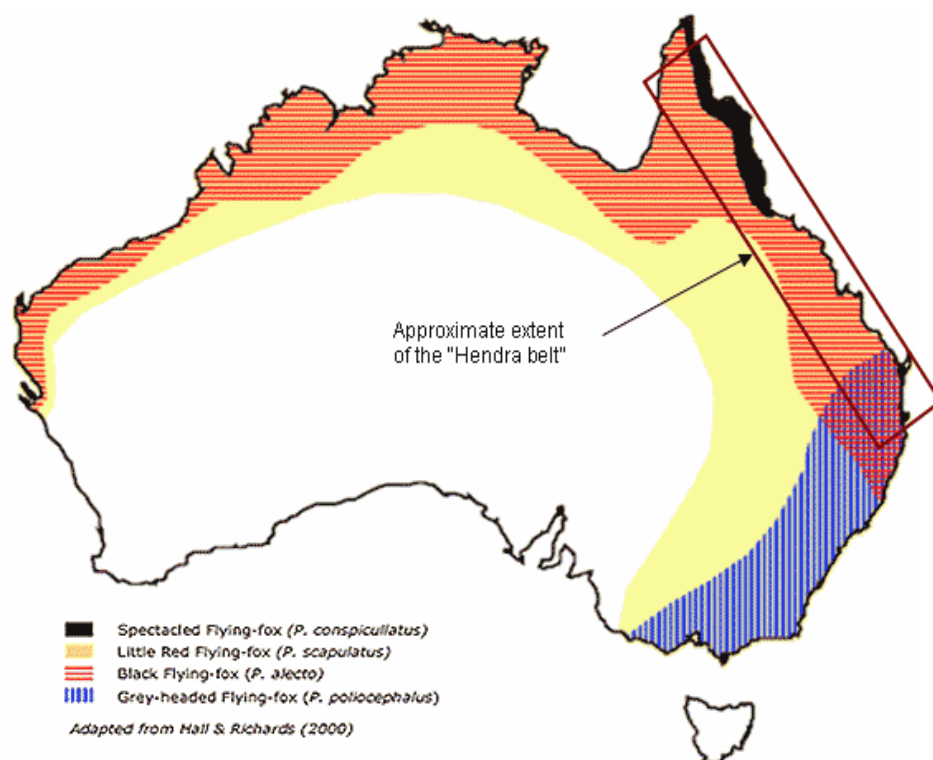 Approximate extent
of the "Hendra belt"
Spectacled Flying-fox (P. conspicullatus)
Little Red Flying-fox (P. scapulatus)
Black Flying-fox (P. alecto)
Grey-headed Flying-fox (P. poliocephalus)
Adapted from Hall & Richards (2000)